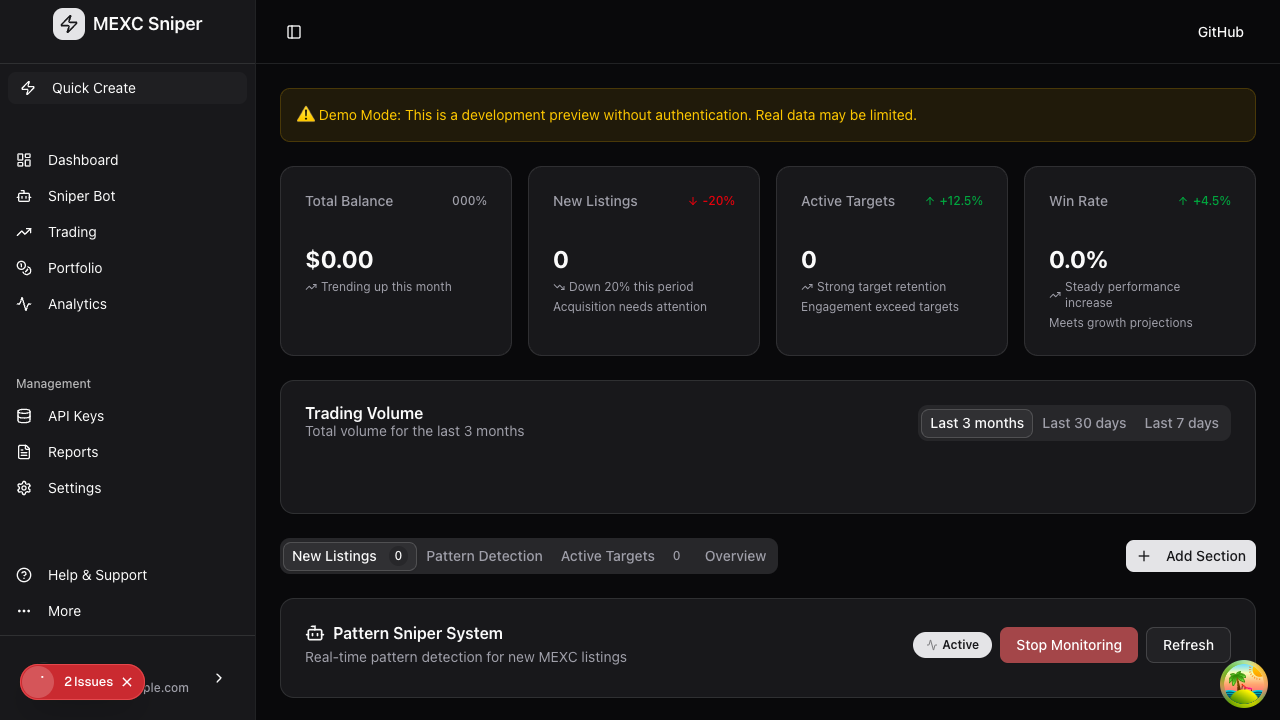 MEXC Sniper
GitHub
Quick Create
Dashboard
Sniper Bot
Trading
Portfolio
Analytics
Management
API Keys
Reports
Settings
Help & Support
More
2 Issues
ple.com
⚠️ Demo Mode: This is a development preview without authentication. Real data may be limited.
Total Balance
000%
$0.00
Trending up this month
New Listings
-20%
0
Down 20% this period
Acquisition needs attention
Active Targets
+12.5%
0
Strong target retention
Engagement exceed targets
Win Rate
+4.5%
0.0%
Steady performance
increase
Meets growth projections
Trading Volume
Total volume for the last 3 months
Last 3 months
Last 30 days
Last 7 days
New Listings 0
Pattern Detection
Active Targets 0
Overview
Add Section
Pattern Sniper System
Real-time pattern detection for new MEXC listings
Active
Stop Monitoring
Refresh